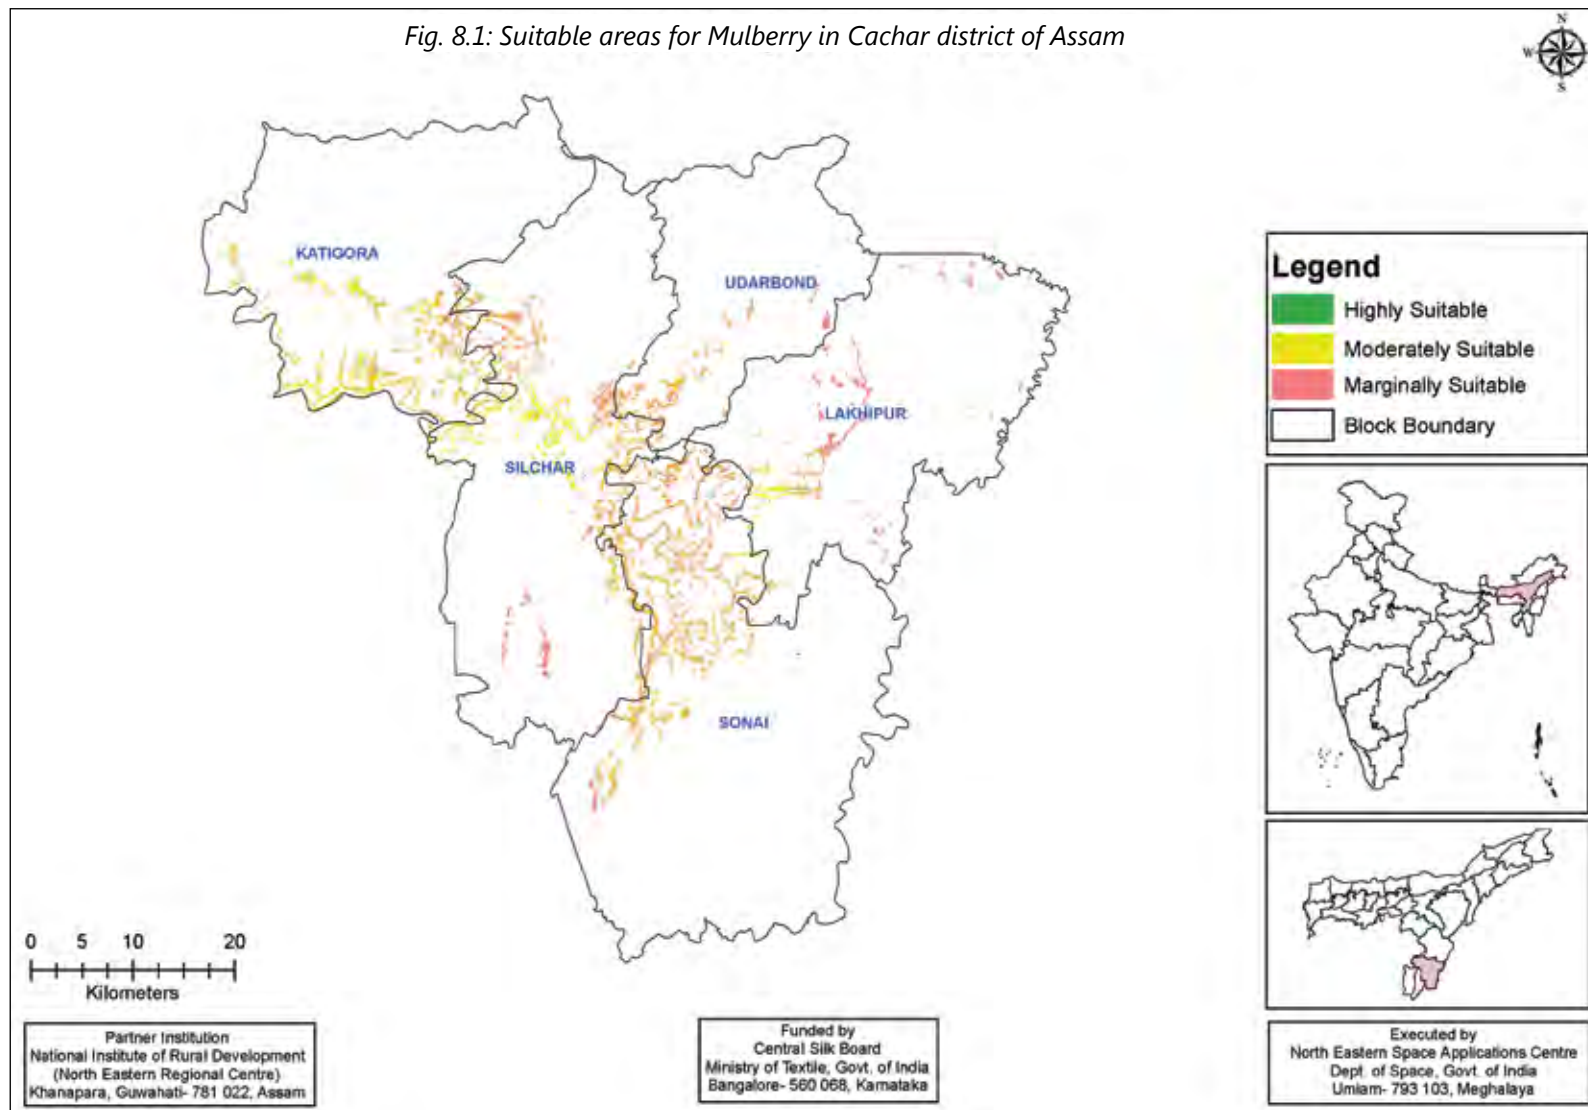 Fig. 8.1: Suitable areas for Mulberry in Cachar district of Assam
N
W
S
KATIGORA
UDARBOND
LAKHIPUR
SILCHAR
SONAI
Legend
Highly Suitable
Moderately Suitable
Marginally Suitable
Block Boundary
0 5 10 20
Kilometers
Partner Institution
National Institute of Rural Development
(North Eastern Regional Centre)
Khanapara, Guwahati- 781 022, Assam
Funded by
Central Silk Board
Ministry of Textile, Govt. of India
Bangalore- 560 068, Karnataka
Executed by
North Eastern Space Applications Centre
Dept. of Space, Govt. of India
Umiam- 793 103, Meghalaya